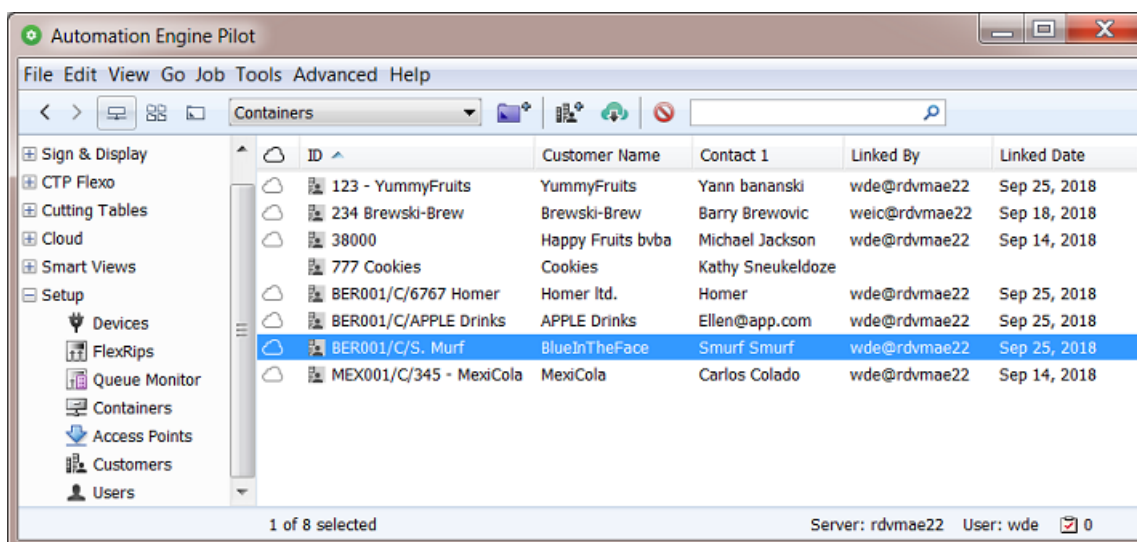 Automation Engine Pilot
File Edit View Go Job Tools Advanced Help
Containers
Sign & Display
CTP Flexo
Cutting Tables
Cloud
Smart Views
Setup
Devices
FlexRips
Queue Monitor
Containers
Access Points
Customers
Users
ID Customer Name Contact 1 Linked By Linked Date
123 - YummyFruits YummyFruits Yann bananski wde@rdvmae22 Sep 25, 2018
234 Brewski-Brew Brewski-Brew Barry Brewovic weic@rdvmae22 Sep 18, 2018
38000 Happy Fruits bvba Michael Jackson wde@rdvmae22 Sep 14, 2018
777 Cookies Cookies Kathy Sneukeldoze
BER001/C/6767 Homer Homer ltd. Homer wde@rdvmae22 Sep 25, 2018
BER001/C/APPLE Drinks APPLE Drinks Ellen@app.com wde@rdvmae22 Sep 25, 2018
BER001/C/S. Murf BlueInTheFace Smurf Smurf wde@rdvmae22 Sep 25, 2018
MEX001/C/345 - MexiCola MexiCola Carlos Colado wde@rdvmae22 Sep 14, 2018
1 of 8 selected Server: rdvmae22 User: wde 0